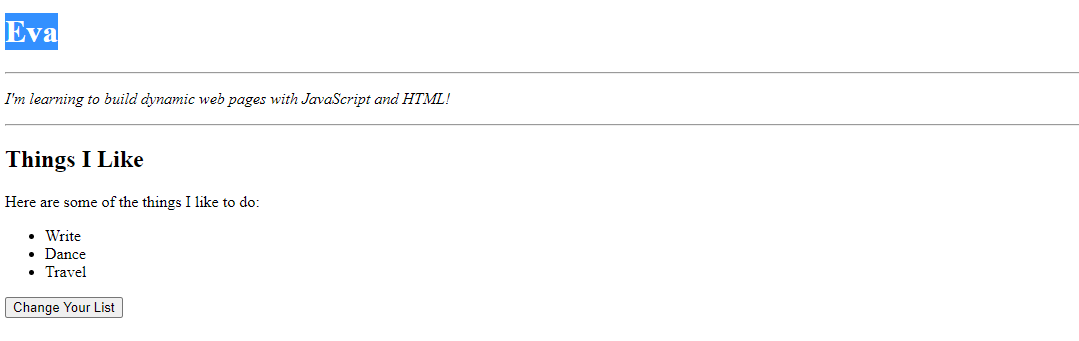 Eva
I'm learning to build dynamic web pages with JavaScript and HTML!
Things I Like
Here are some of the things I like to do:
Write
Dance
Travel
Change Your List